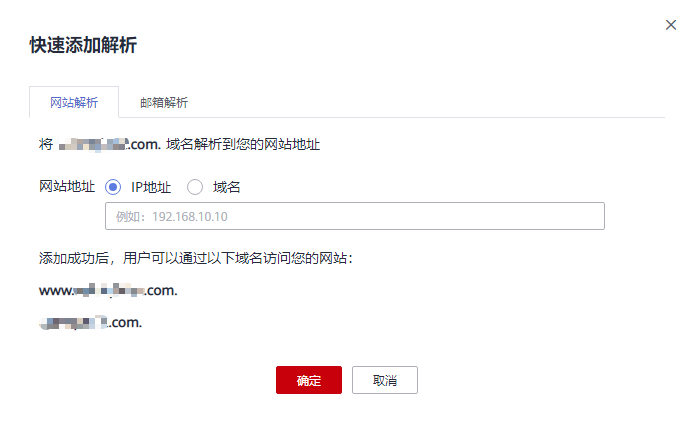 快速添加解析
网站解析 邮箱解析
将 .com. 域名解析到您的网站地址
网站地址 IP地址 域名
例如：192.168.10.10
添加成功后，用户可以通过以下域名访问您的网站：
www. .com.
.com.
确定 取消